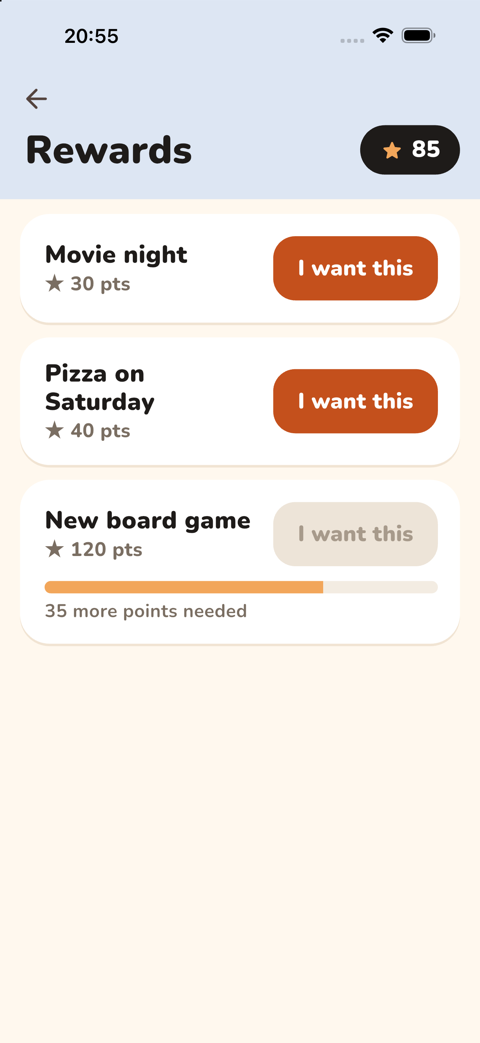 20:55
Rewards
★ 85
Movie night
★ 30 pts
I want this
Pizza on
Saturday
★ 40 pts
I want this
New board game
★ 120 pts
I want this
35 more points needed